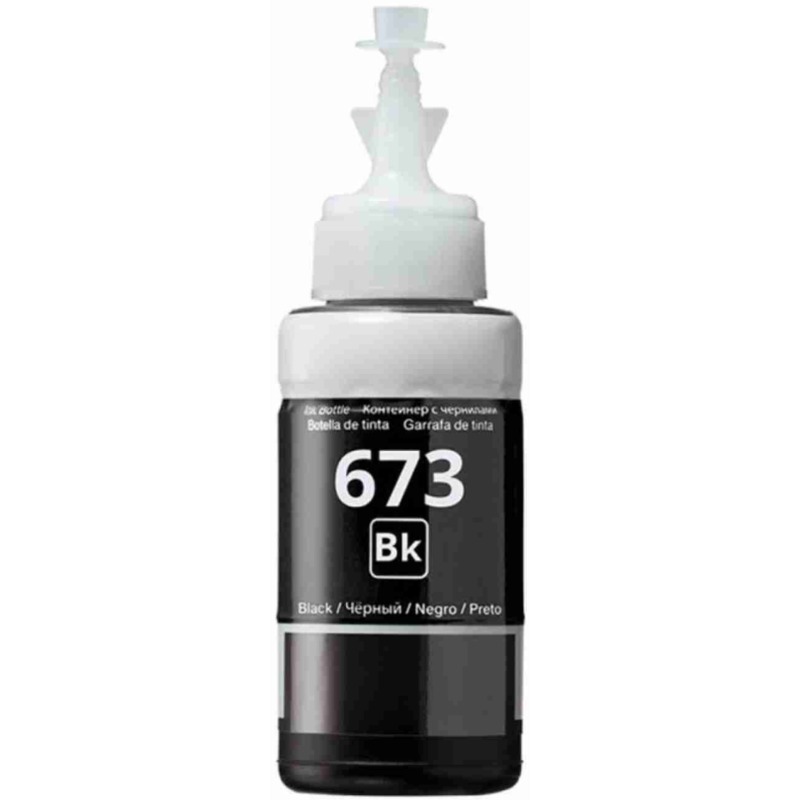 Ink Bottle Контейнер с чернилами
Botella de tinta Garrafa de tinta
673
Bk
Black / Чёрный / Negro / Preto